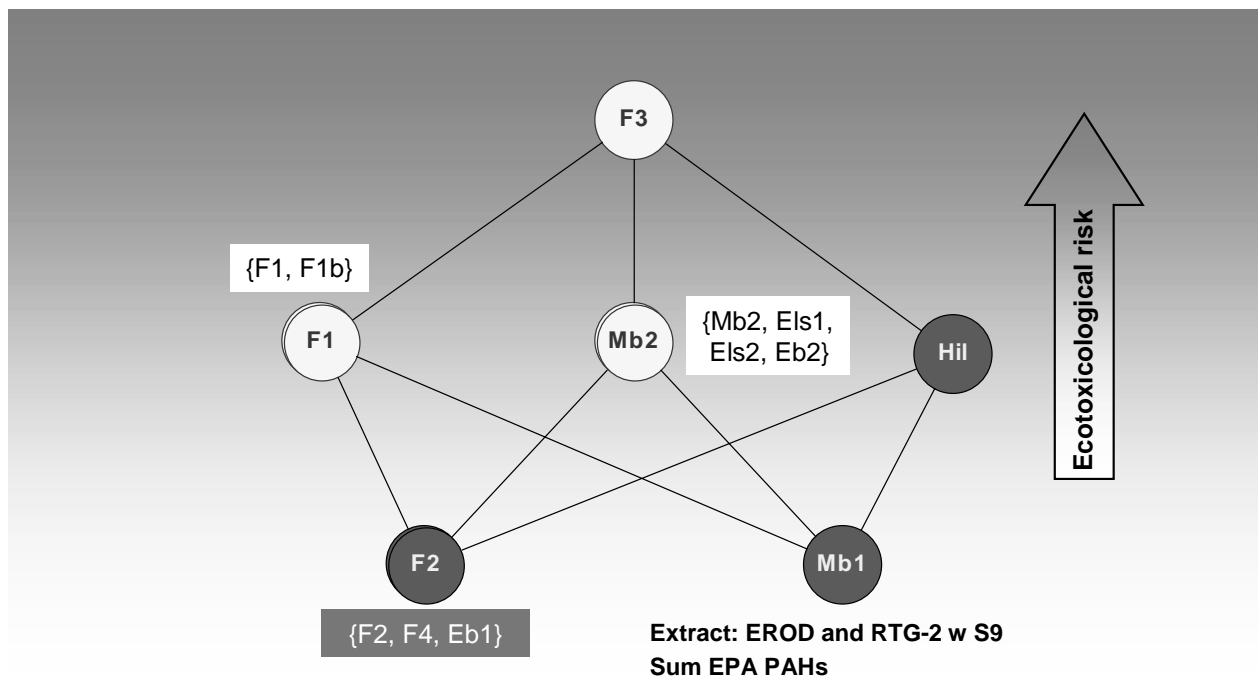 F3
{F1, F1b}
F1
Mb2
{Mb2, Els1,
Els2, Eb2}
Hil
Ecotoxicological risk
F2
Mb1
{F2, F4, Eb1}
Extract: EROD and RTG-2 w S9
Sum EPA PAHs